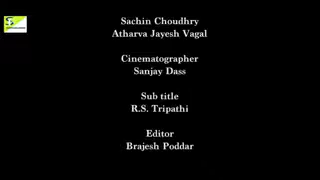 Sachin Choudhry
Atharva Jayesh Vagal
Cinematographer
Sanjay Dass
Sub title
R.S. Tripathi
Editor
Brajesh Poddar